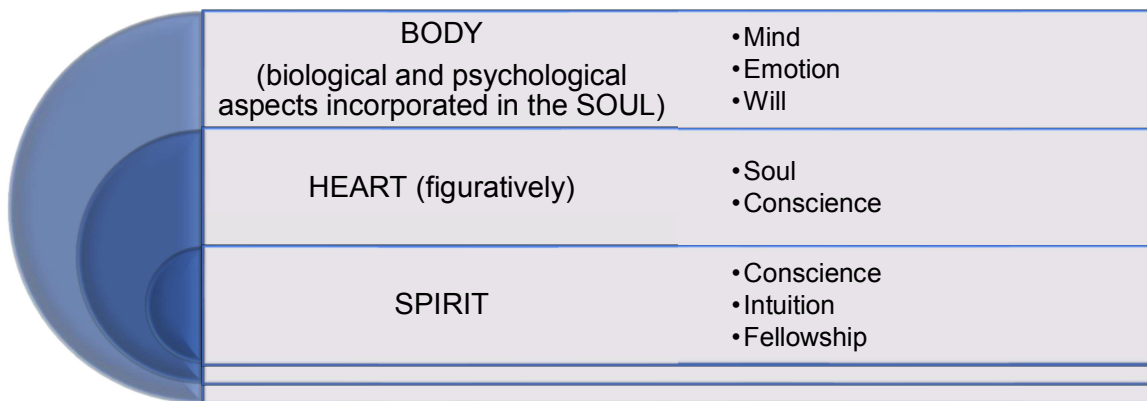 BODY
(biological and psychological
aspects incorporated in the SOUL)
•Mind
•Emotion
•Will
HEART (figuratively)
•Soul
•Conscience
SPIRIT
•Conscience
•Intuition
•Fellowship